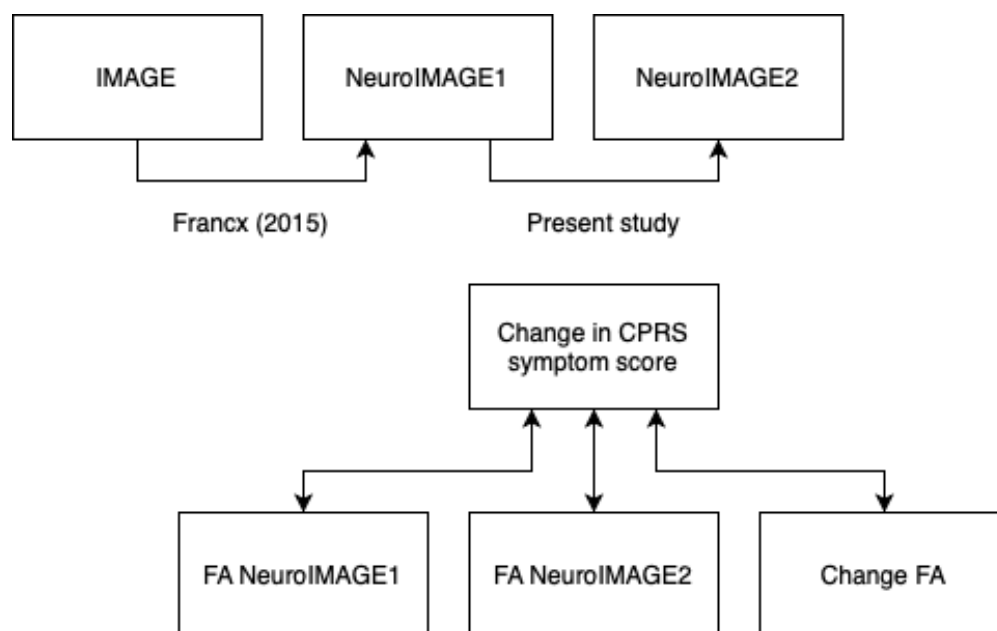 IMAGE
NeuroIMAGE1
NeuroIMAGE2
Francx (2015)
Present study
Change in CPRS
symptom score
FA NeuroIMAGE1
FA NeuroIMAGE2
Change FA